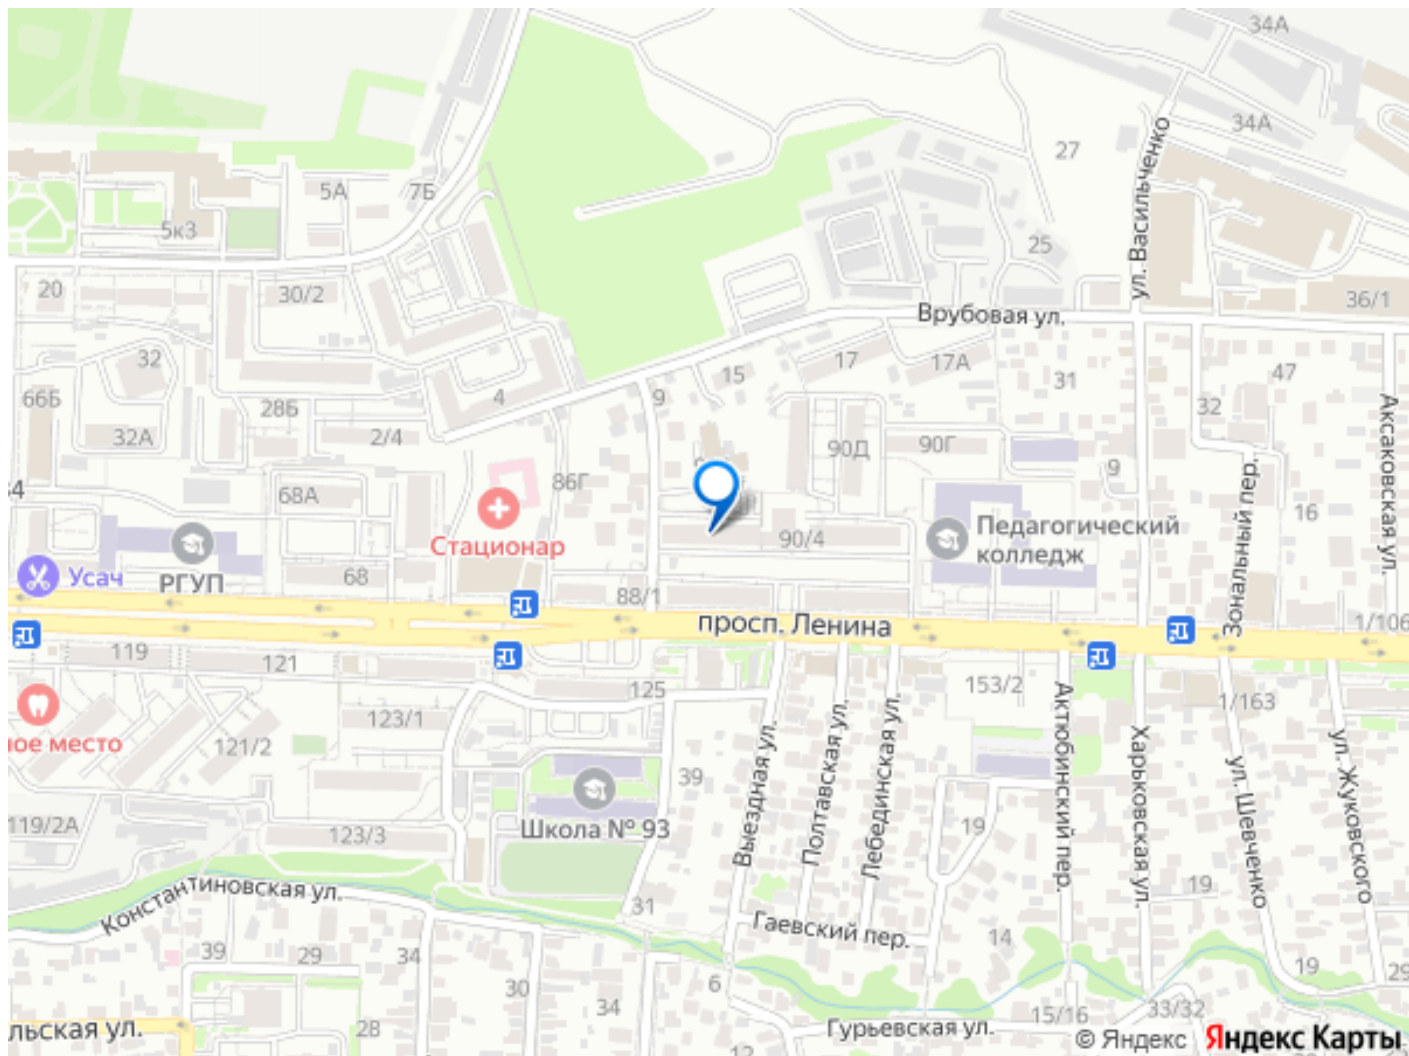 34А
34А
27
ул. Васильченко
5А
7Б
5к3
25
20
30/2
36/1
Врубовая ул.
32
17
17А
15
31
47
66Б
4
9
28Б
32
Аксаковская ул.
32А
2/4
90Д
90Г
9
Зональный пер.
68А
86Г
16
Стационар
90/4
Педагогический
колледж
Усач
РГУП
68
88/1
просп. Ленина
1/106
119
121
125
153/2
1/163
ное место
121/2
123/1
39
Выездная ул.
Полтавская ул.
Лебединская ул.
Актюбинский пер.
Харьковская ул.
ул. Шевченко
ул. Жуковского
119/2А
123/3
Школа № 93
19
19
Константиновская ул.
31
Гаевский пер.
39
29
34
14
19
29
30
34
6
льская ул.
28
12
Гурьевская ул.
15/16
33/32
© Яндекс Яндекс Карты